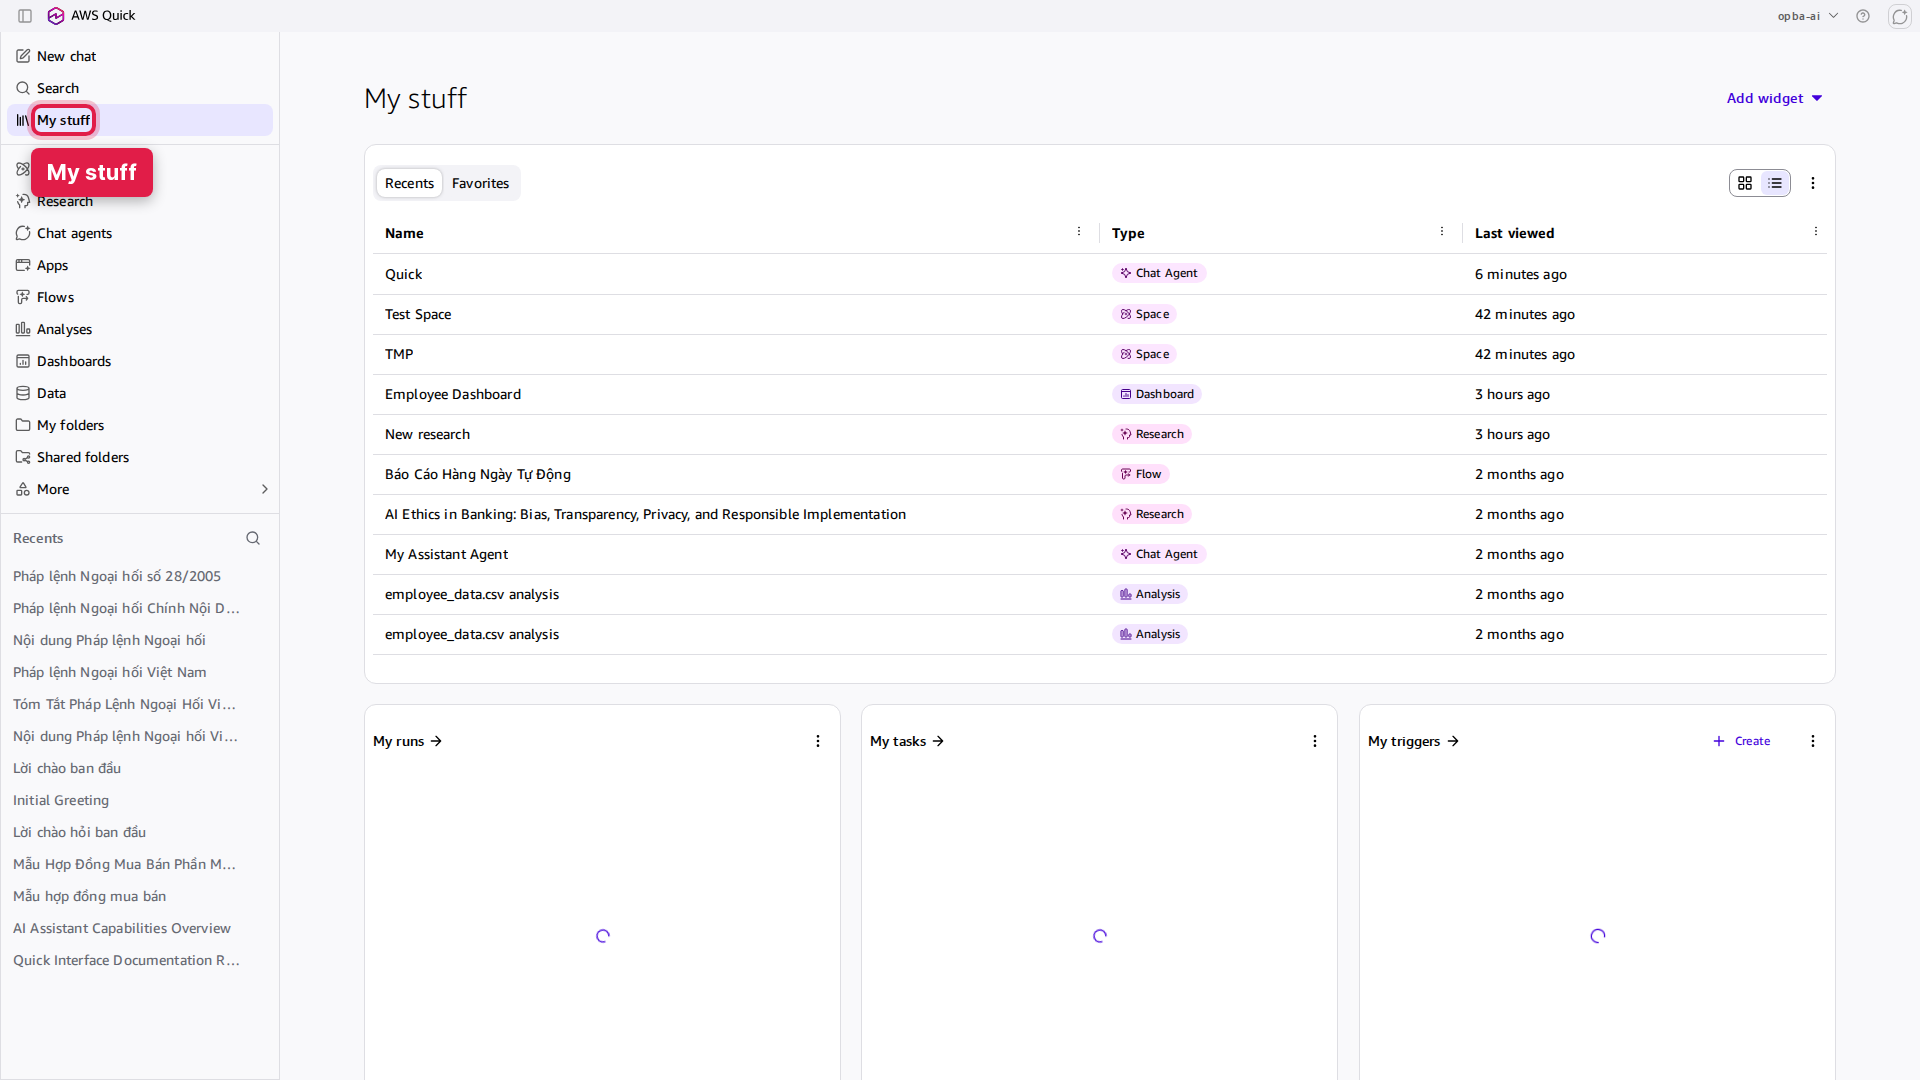 AWS Quick
opba-ai
New chat
Search
My stuff
My stuff
Research
Chat agents
Apps
Flows
Analyses
Dashboards
Data
My folders
Shared folders
More
Recents
Pháp lệnh Ngoại hối số 28/2005
Pháp lệnh Ngoại hối Chính Nội D...
Nội dung Pháp lệnh Ngoại hối
Pháp lệnh Ngoại hối Việt Nam
Tóm Tắt Pháp Lệnh Ngoại Hối Vi...
Nội dung Pháp lệnh Ngoại hối Vi...
Lời chào ban đầu
Initial Greeting
Lời chào hỏi ban đầu
Mẫu Hợp Đồng Mua Bán Phần M...
Mẫu hợp đồng mua bán
AI Assistant Capabilities Overview
Quick Interface Documentation R...
My stuff
Add widget
Recents Favorites
Name Type Last viewed
Quick Chat Agent 6 minutes ago
Test Space Space 42 minutes ago
TMP Space 42 minutes ago
Employee Dashboard Dashboard 3 hours ago
New research Research 3 hours ago
Báo Cáo Hàng Ngày Tự Động Flow 2 months ago
AI Ethics in Banking: Bias, Transparency, Privacy, and Responsible Implementation Research 2 months ago
My Assistant Agent Chat Agent 2 months ago
employee_data.csv analysis Analysis 2 months ago
employee_data.csv analysis Analysis 2 months ago
My runs
My tasks
My triggers
Create